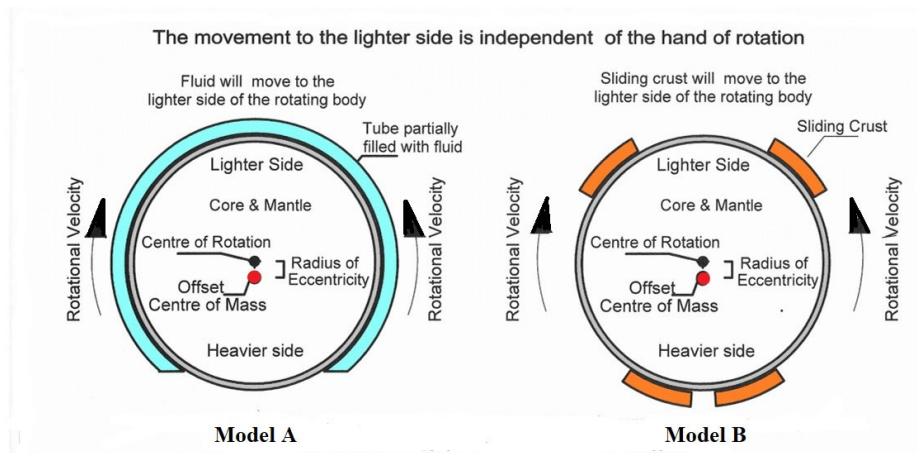 The movement to the lighter side is independent of the hand of rotation
Fluid will move to the
lighter side of the rotating body
Tube partially
filled with fluid
Lighter Side
Core & Mantle
Centre of Rotation
Radius of
Eccentricity
Offset
Centre of Mass
Heavier side
Rotational Velocity
Rotational Velocity
Model A
Sliding crust will move to the
lighter side of the rotating body
Sliding Crust
Lighter Side
Core & Mantle
Centre of Rotation
Radius of
Eccentricity
Offset
Centre of Mass
Heavier side
Rotational Velocity
Rotational Velocity
Model B